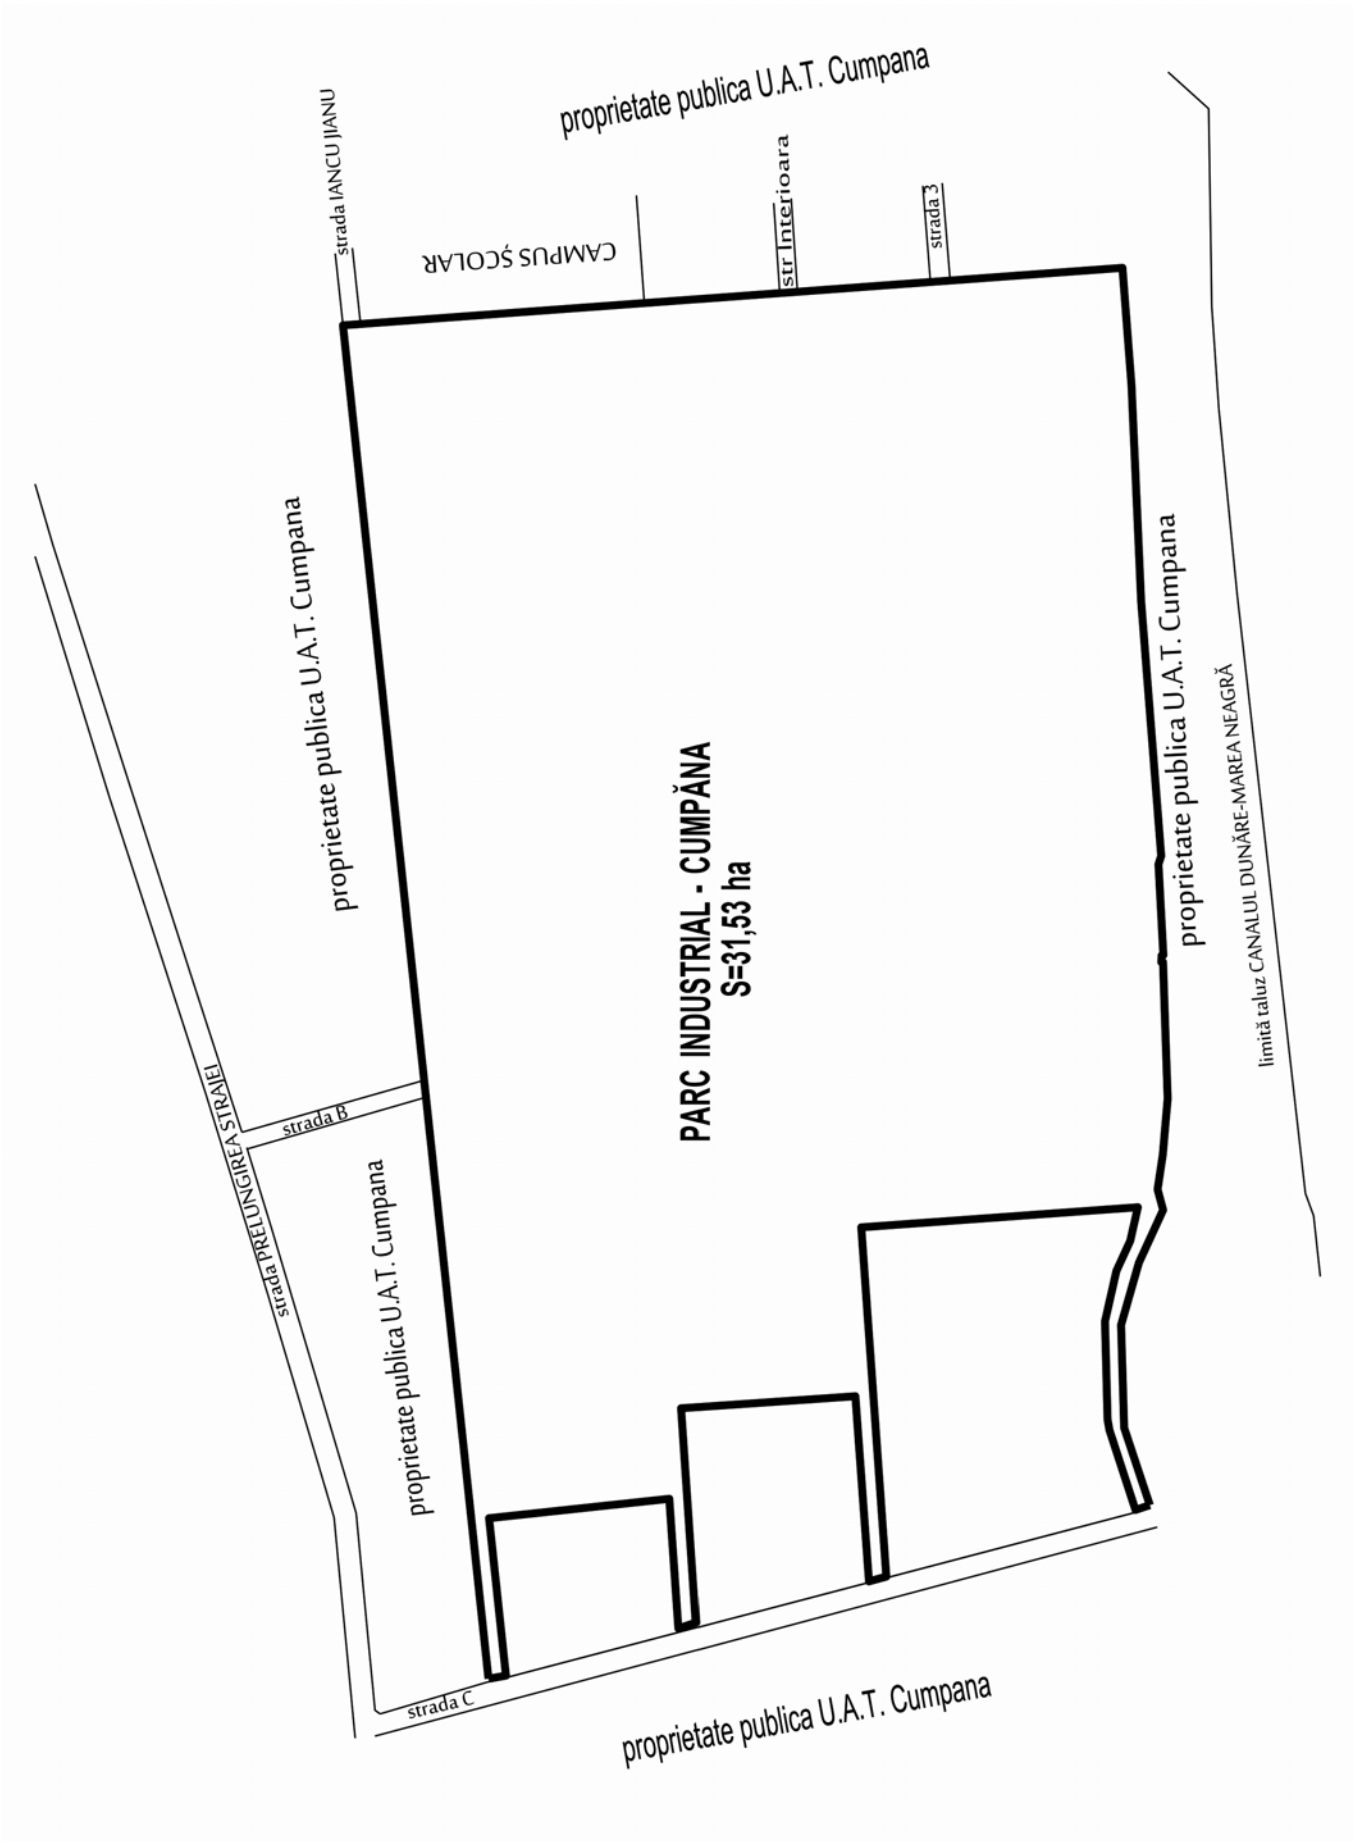 proprietate publica U.A.T. Cumpana
strada IANCU JIANU
CAMPUS ȘCOLAR
str Interioara
strada 3
proprietate publica U.A.T. Cumpana
proprietate publica U.A.T. Cumpana
limită taluz CANALUL DUNĂRE-MAREA NEAGRĂ
PARC INDUSTRIAL - CUMPĂNA
S=31,53 ha
strada PRELUNGIREA STRAJEI
strada B
proprietate publica U.A.T. Cumpana
strada C
proprietate publica U.A.T. Cumpana